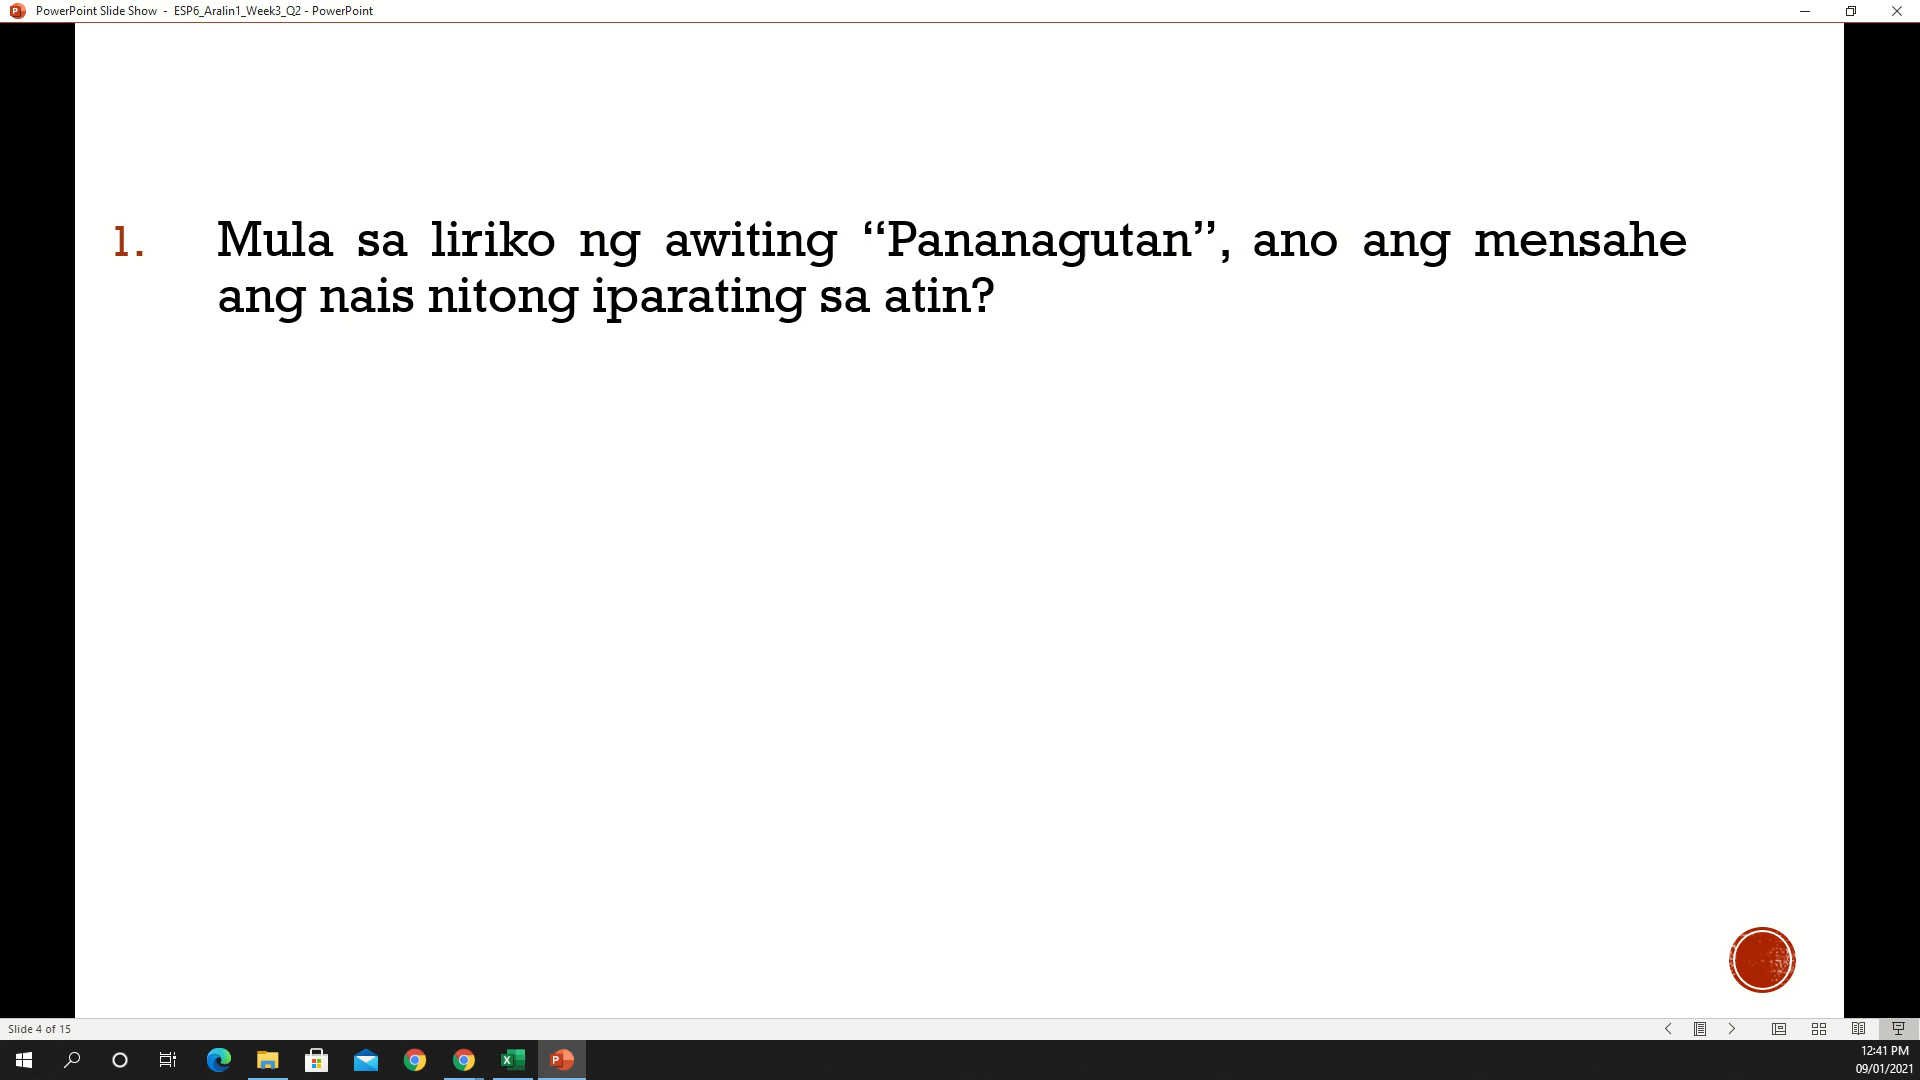 PowerPoint Slide Show - ESP6_Aralin1_Week3_Q2 - PowerPoint
1. Mula sa liriko ng awiting “Pananagutan”, ano ang mensahe
ang nais nitong iparating sa atin?
Slide 4 of 15
12:41 PM
09/01/2021